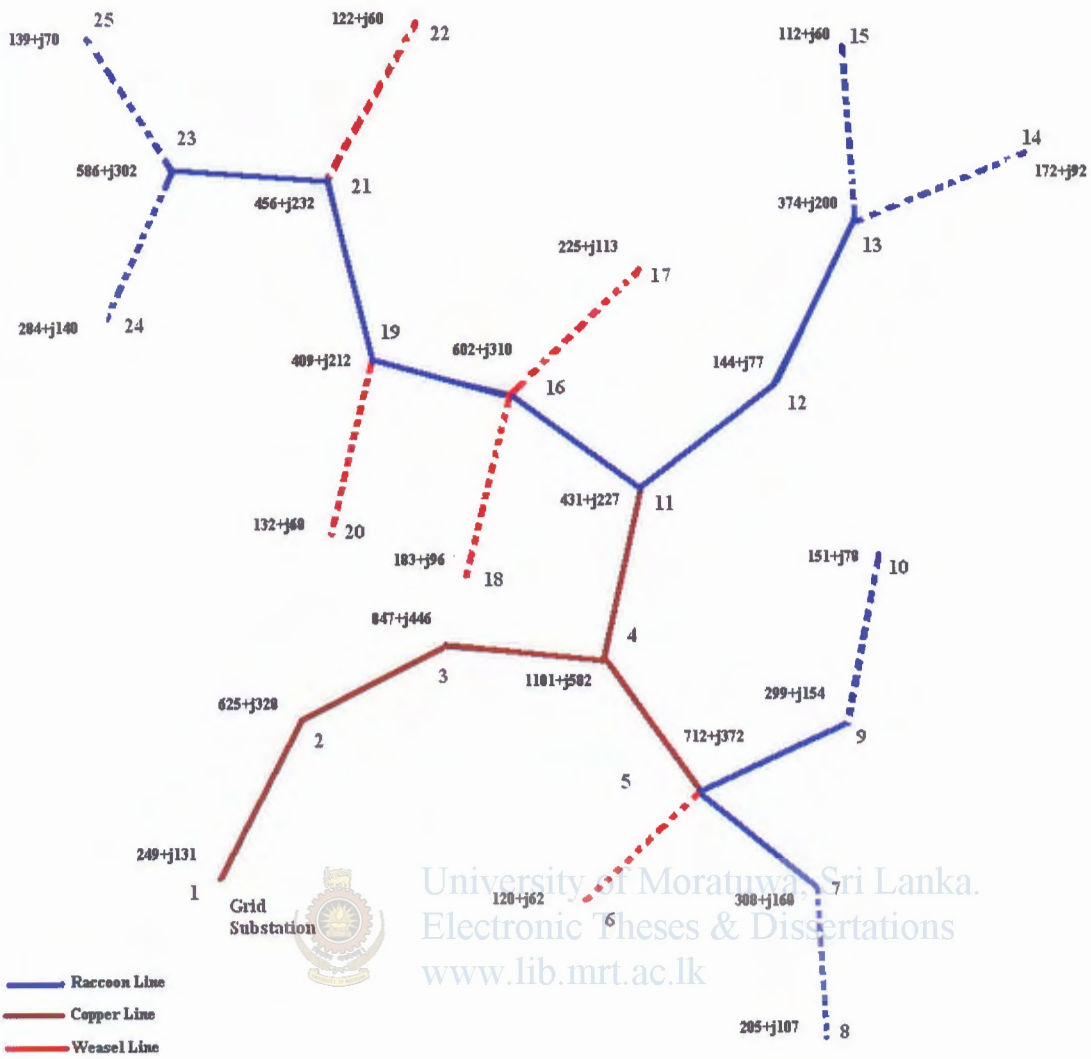 25
139+j70
122+j60
22
112+j60
15
23
586+j302
14
172+j92
456+j232
21
374+j200
13
225+j113
17
284+j140
24
19
409+j212
602+j310
16
144+j77
12
431+j227
11
132+j68
20
183+j96
18
151+j78
10
847+j446
3
4
1101+j582
299+j154
9
625+j328
2
712+j372
5
249+j131
1
Grid
Substation
120+j62
6
308+j160
7
University of Moratuwa, Sri Lanka.
Electronic Theses & Dissertations
www.lib.mrt.ac.lk
205+j107
8
Raccoon Line
Copper Line
Weasel Line